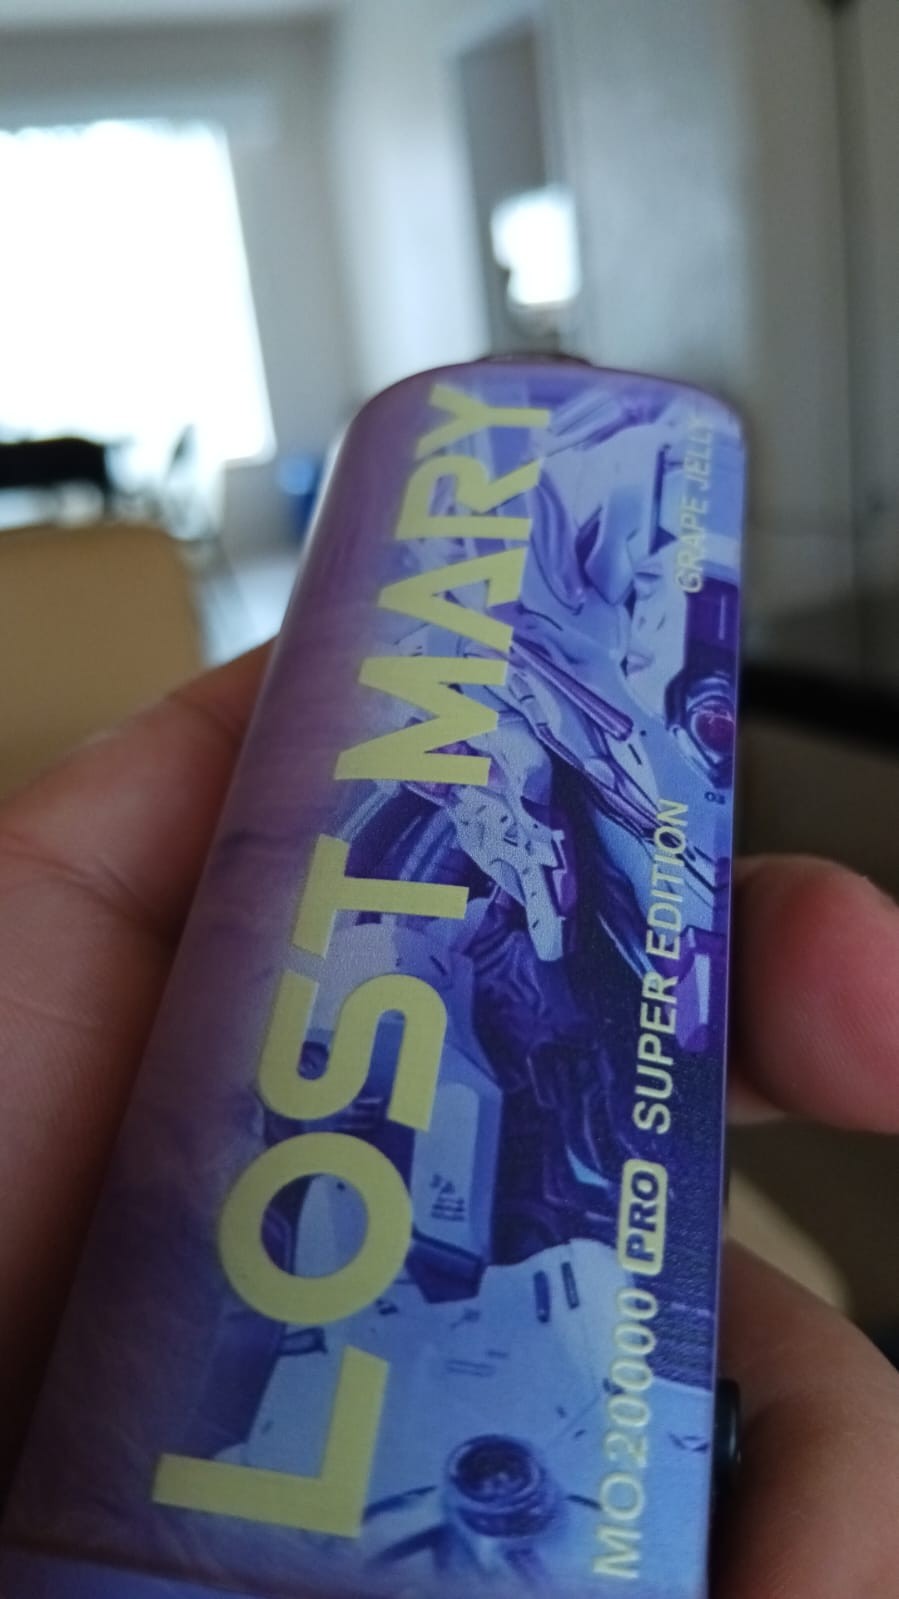 LOST MARY
GRAPE JELLY
MO20000 PRO SUPER EDITION